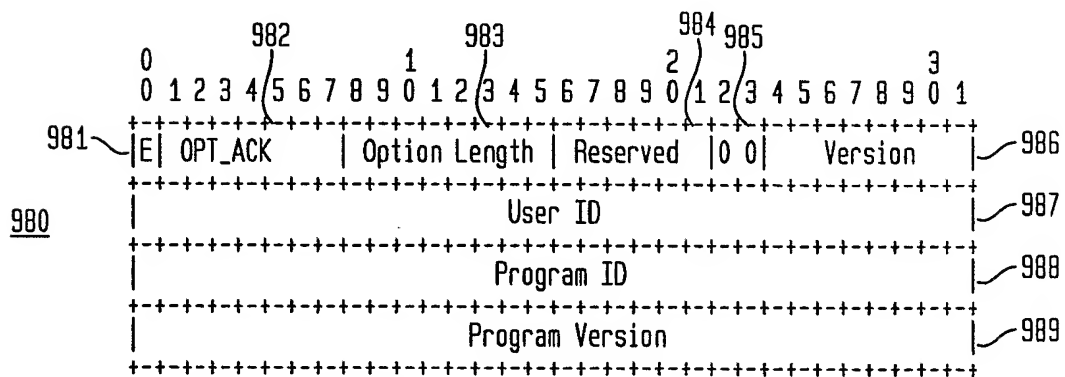 982 983 984 985
0 1 2 3
0 1 2 3 4 5 6 7 8 9 0 1 2 3 4 5 6 7 8 9 0 1 2 3 4 5 6 7 8 9 0 1
+-+-+-+-+-+-+-+-+-+-+-+-+-+-+-+-+-+-+-+-+-+-+-+-+-+-+-+-+-+-+-+-+
981 |E| OPT_ACK | Option Length | Reserved |0 0| Version | 986
+-+-+-+-+-+-+-+-+-+-+-+-+-+-+-+-+-+-+-+-+-+-+-+-+-+-+-+-+-+-+-+-+
980 | User ID | 987
+-+-+-+-+-+-+-+-+-+-+-+-+-+-+-+-+-+-+-+-+-+-+-+-+-+-+-+-+-+-+-+-+
| Program ID | 988
+-+-+-+-+-+-+-+-+-+-+-+-+-+-+-+-+-+-+-+-+-+-+-+-+-+-+-+-+-+-+-+-+
| Program Version | 989
+-+-+-+-+-+-+-+-+-+-+-+-+-+-+-+-+-+-+-+-+-+-+-+-+-+-+-+-+-+-+-+-+